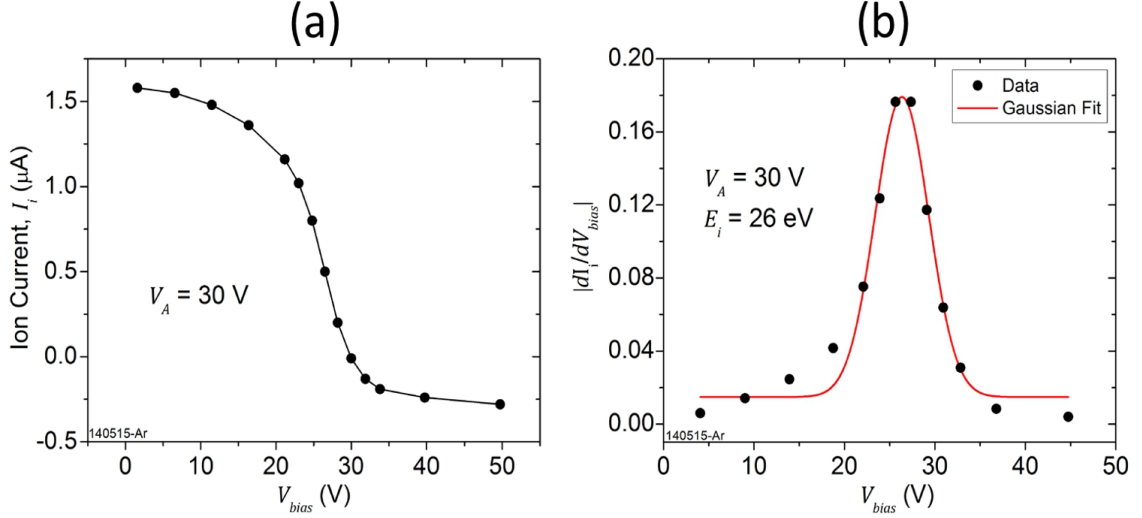 (a)
Ion Current, I_i (μA)
1.5
1.0
0.5
0.0
-0.5
V_A = 30 V
140515-Ar
0 10 20 30 40 50
V_bias (V)
(b)
|dI_i/dV_bias|
0.20
0.16
0.12
0.08
0.04
0.00
Data
Gaussian Fit
V_A = 30 V
E_i = 26 eV
140515-Ar
0 10 20 30 40 50
V_bias (V)